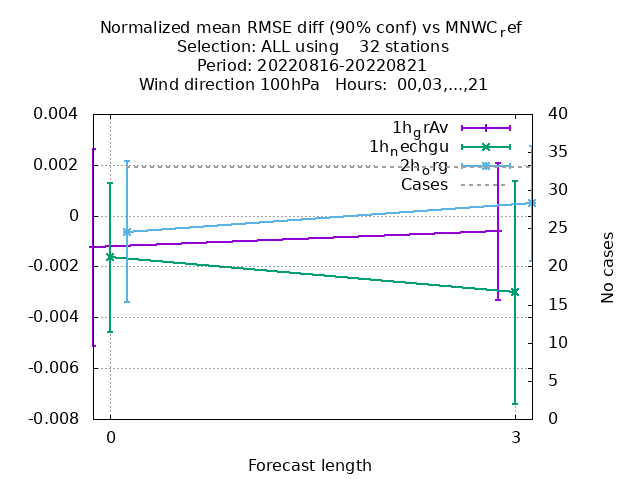 Normalized mean RMSE diff (90% conf) vs MNWC_ref
Selection: ALL using    32 stations
Period: 20220816-20220821
Wind direction 100hPa   Hours:  00,03,...,21
0.004
0.002
0
-0.002
-0.004
-0.006
-0.008
40
35
30
25
20
15
10
5
0
1h_grAv
1h_nechgu
2h_org
Cases
No cases
0
3
Forecast length